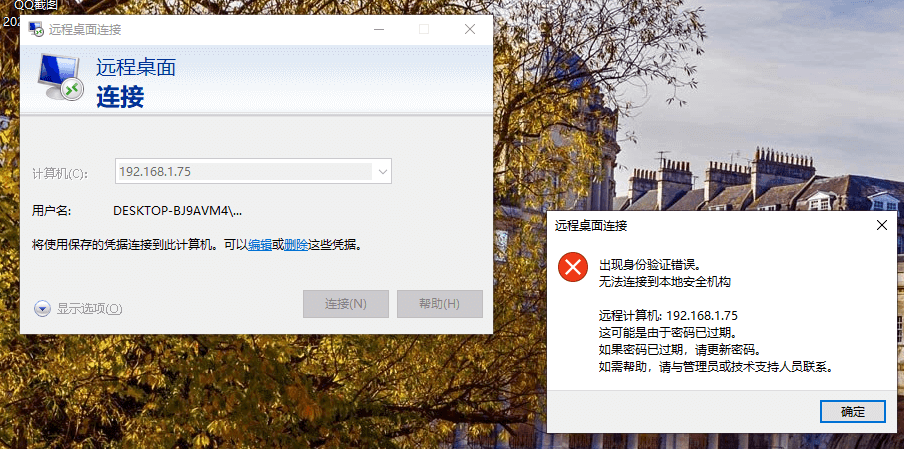 QQ截图
202
远程桌面连接
远程桌面
连接
计算机(C):
192.168.1.75
用户名:
DESKTOP-BJ9AVM4\...
将使用保存的凭据连接到此计算机。可以编辑或删除这些凭据。
显示选项(O)
连接(N)
帮助(H)
远程桌面连接
出现身份验证错误。
无法连接到本地安全机构
远程计算机: 192.168.1.75
这可能是由于密码已过期。
如果密码已过期，请更新密码。
如需帮助，请与管理员或技术支持人员联系。
确定